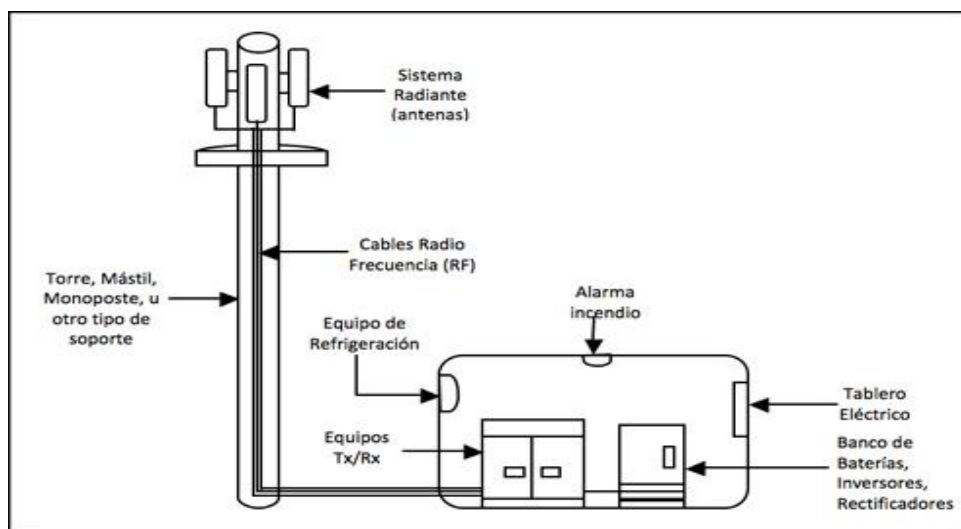 Sistema
Radiante
(antenas)
Cables Radio
Frecuencia (RF)
Torre, Mástil,
Monoposte, u
otro tipo de
soporte
Alarma
incendio
Equipo de
Refrigeración
Tablero
Eléctrico
Equipos
Tx/Rx
Banco de
Baterías,
Inversores,
Rectificadores